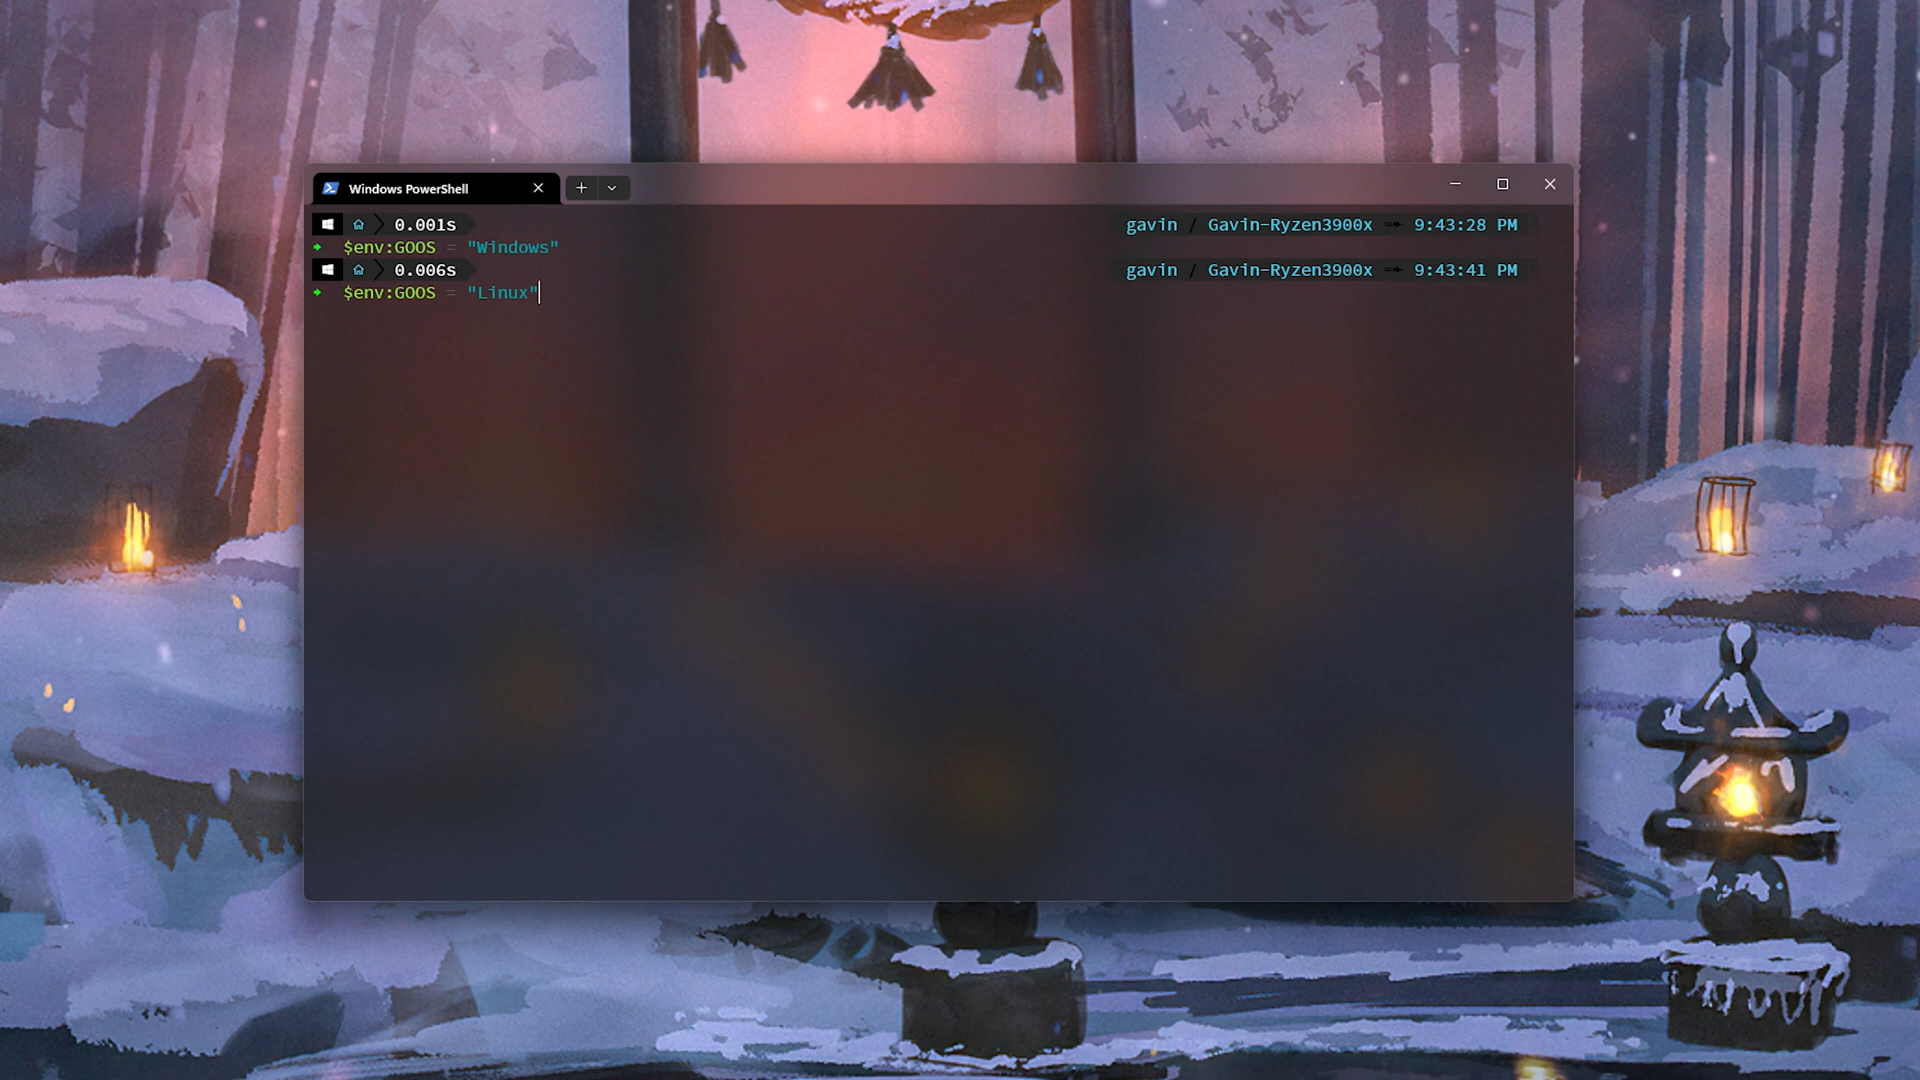 Windows PowerShell
0.001s gavin / Gavin-Ryzen3900x 9:43:28 PM
$env:GOOS = "Windows"
0.006s gavin / Gavin-Ryzen3900x 9:43:41 PM
$env:GOOS = "Linux"